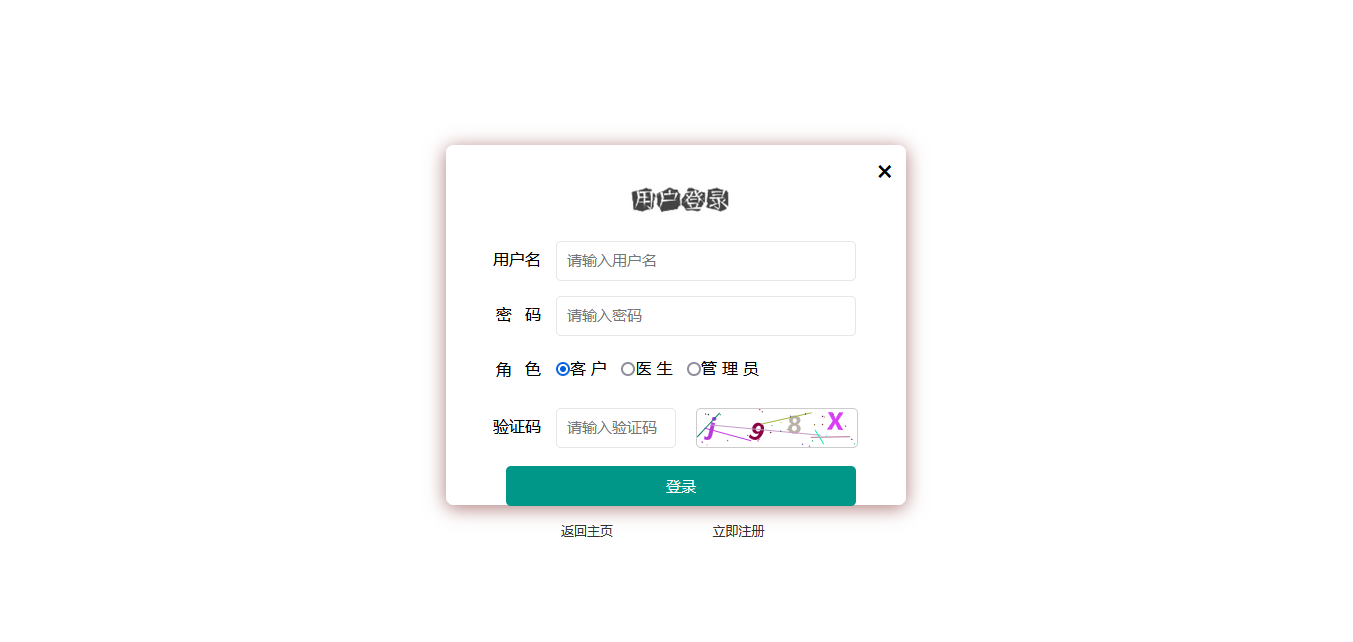 ×
用户登录
用户名 请输入用户名
密 码 请输入密码
角 色 客 户 医 生 管 理 员
验证码 请输入验证码 j 9 8 X
登录
返回主页 立即注册